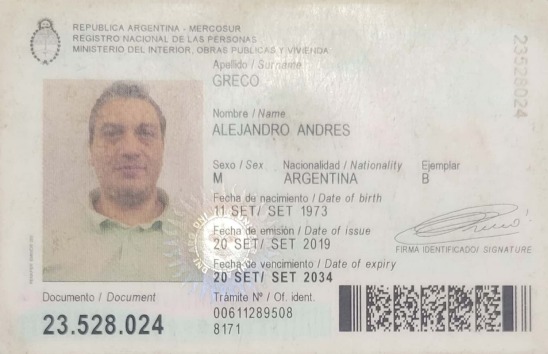 REPUBLICA ARGENTINA - MERCOSUR
REGISTRO NACIONAL DE LAS PERSONAS
MINISTERIO DEL INTERIOR, OBRAS PUBLICAS Y VIVIENDA
Apellido / Surname
GRECO
Nombre / Name
ALEJANDRO ANDRES
Sexo / Sex Nacionalidad / Nationality Ejemplar
M ARGENTINA B
Fecha de nacimiento / Date of birth
11 SET/ SET 1973
Fecha de emisión / Date of issue
20 SET/ SET 2019
FIRMA IDENTIFICADO/ SIGNATURE
Fecha de vencimiento / Date of expiry
20 SET/ SET 2034
Documento / Document
23.528.024
Trámite Nº / Of. ident.
00611289508
8171
23528024